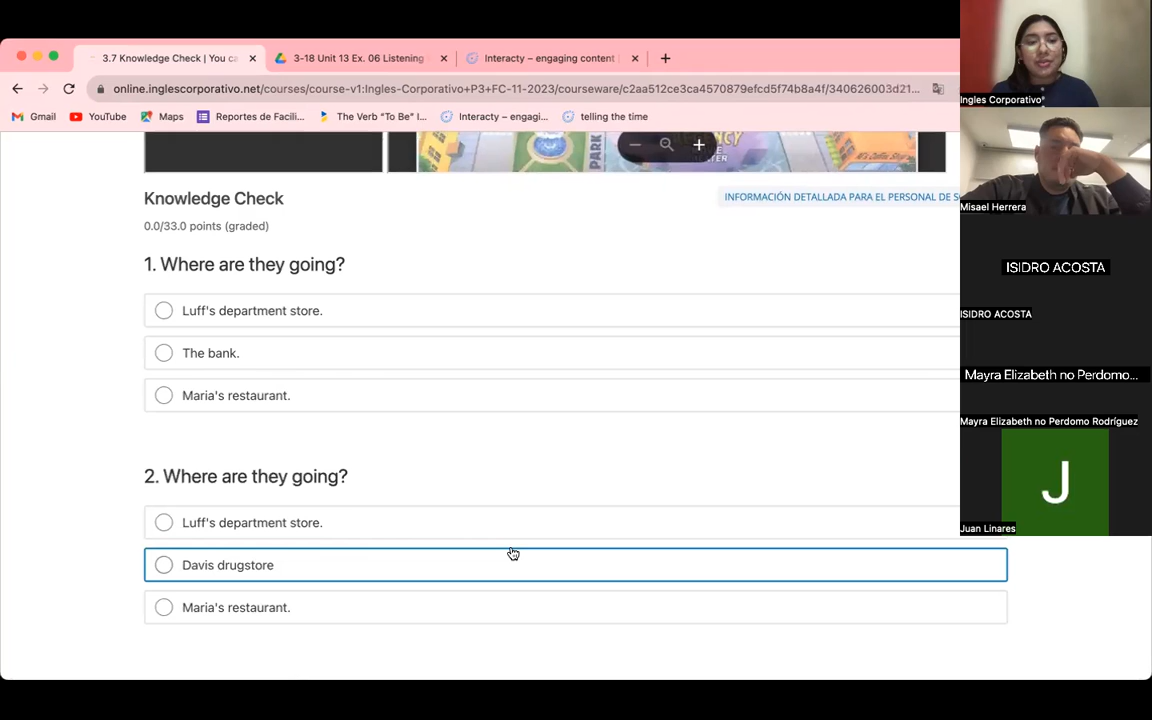 3.7 Knowledge Check | You ca
3-18 Unit 13 Ex. 06 Listening
Interacty – engaging content
online.inglescorporativo.net/courses/course-v1:Ingles-Corporativo+P3+FC-11-2023/courseware/c2aa512ce3ca4570879efcd5f74b8a4f/340626003d21...
Gmail
YouTube
Maps
Reportes de Facili...
The Verb “To Be” I...
Interacty – engagi...
telling the time
PARK
Knowledge Check
INFORMACIÓN DETALLADA PARA EL PERSONAL DE S
0.0/33.0 points (graded)
1. Where are they going?
Luff's department store.
The bank.
Maria's restaurant.
2. Where are they going?
Luff's department store.
Davis drugstore
Maria's restaurant.
Ingles Corporativo®
Misael Herrera
ISIDRO ACOSTA
ISIDRO ACOSTA
Mayra Elizabeth no Perdomo...
Mayra Elizabeth no Perdomo Rodríguez
J
Juan Linares